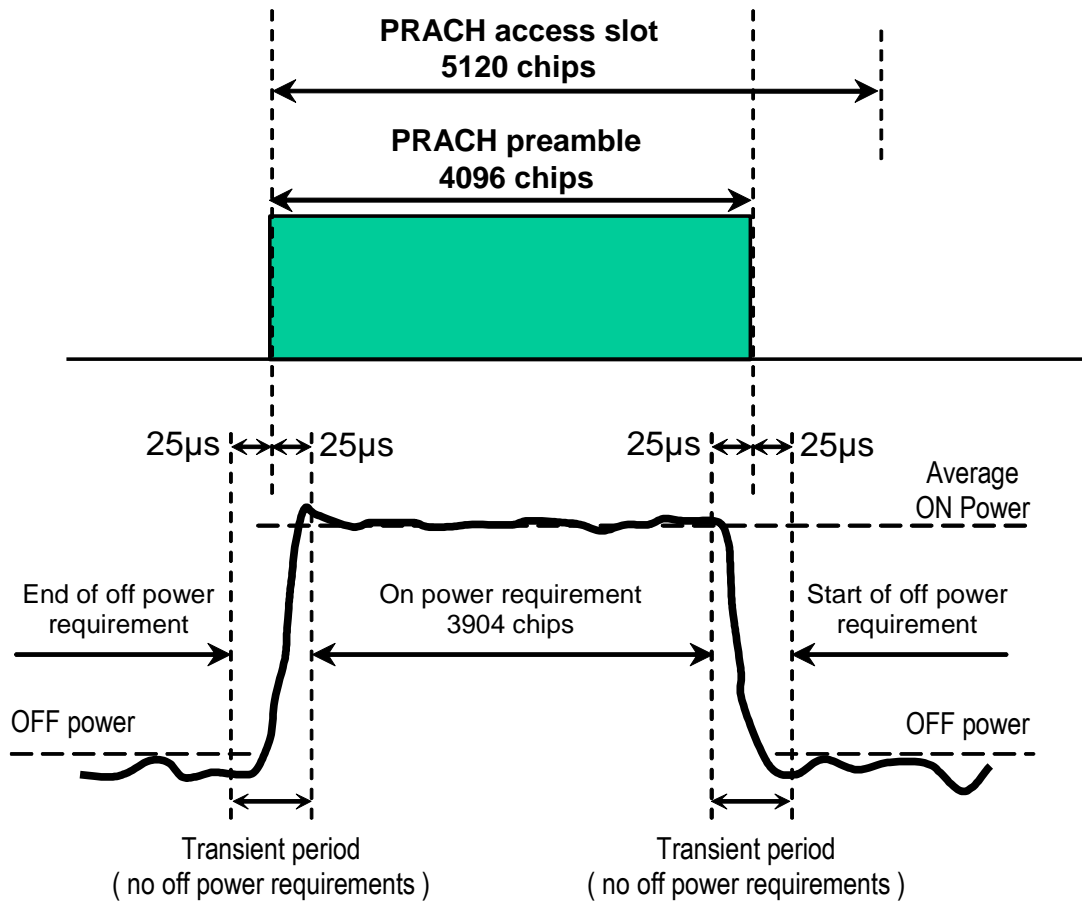 PRACH access slot
5120 chips
PRACH preamble
4096 chips
25µs
25µs
25µs
25µs
Average
ON Power
End of off power
requirement
On power requirement
3904 chips
Start of off power
requirement
OFF power
OFF power
Transient period
( no off power requirements )
Transient period
( no off power requirements )